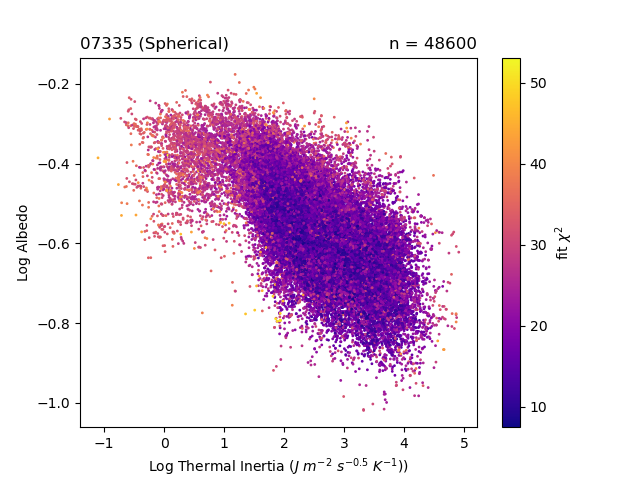 07335 (Spherical)
n = 48600
−0.2
−0.4
−0.6
−0.8
−1.0
Log Albedo
−1 0 1 2 3 4 5
Log Thermal Inertia (J m⁻² s⁻⁰·⁵ K⁻¹))
50
40
30
20
10
fit χ²